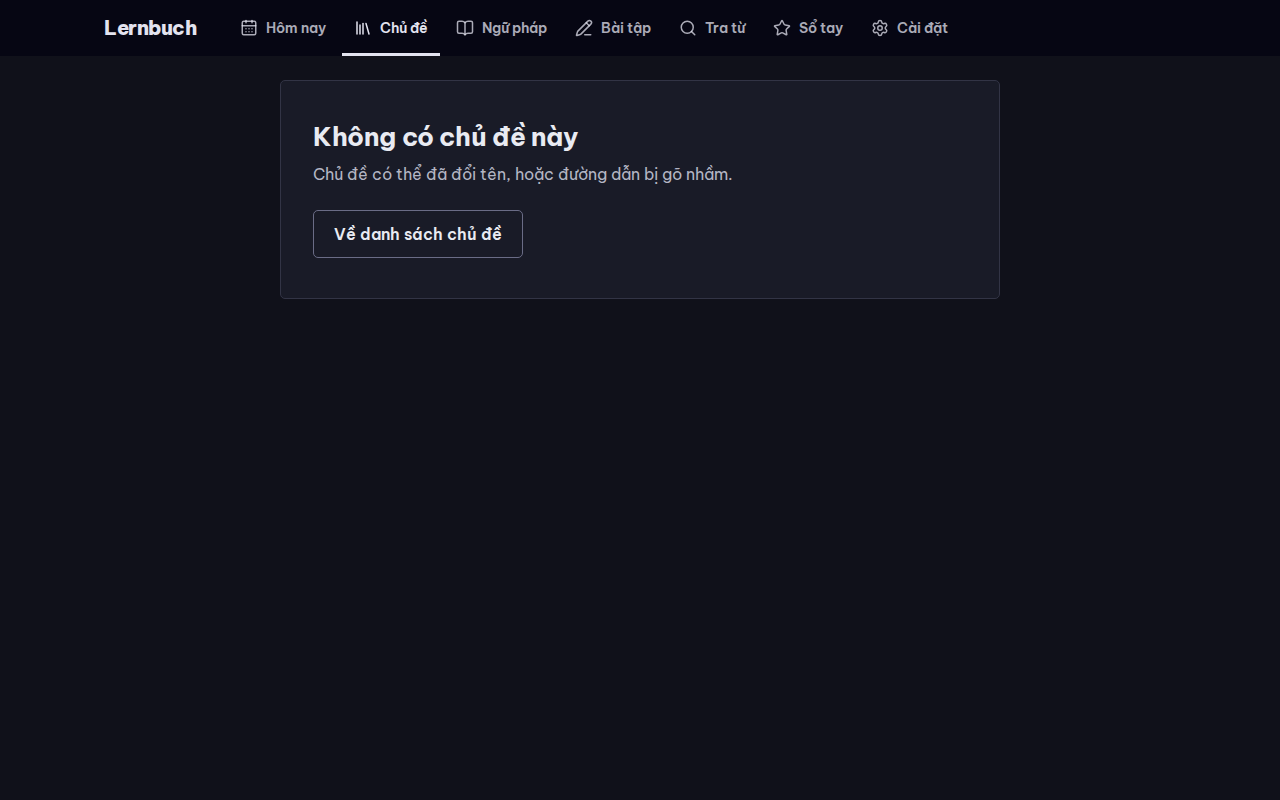 Lernbuch
Hôm nay
Chủ đề
Ngữ pháp
Bài tập
Tra từ
Sổ tay
Cài đặt
Không có chủ đề này
Chủ đề có thể đã đổi tên, hoặc đường dẫn bị gõ nhầm.
Về danh sách chủ đề